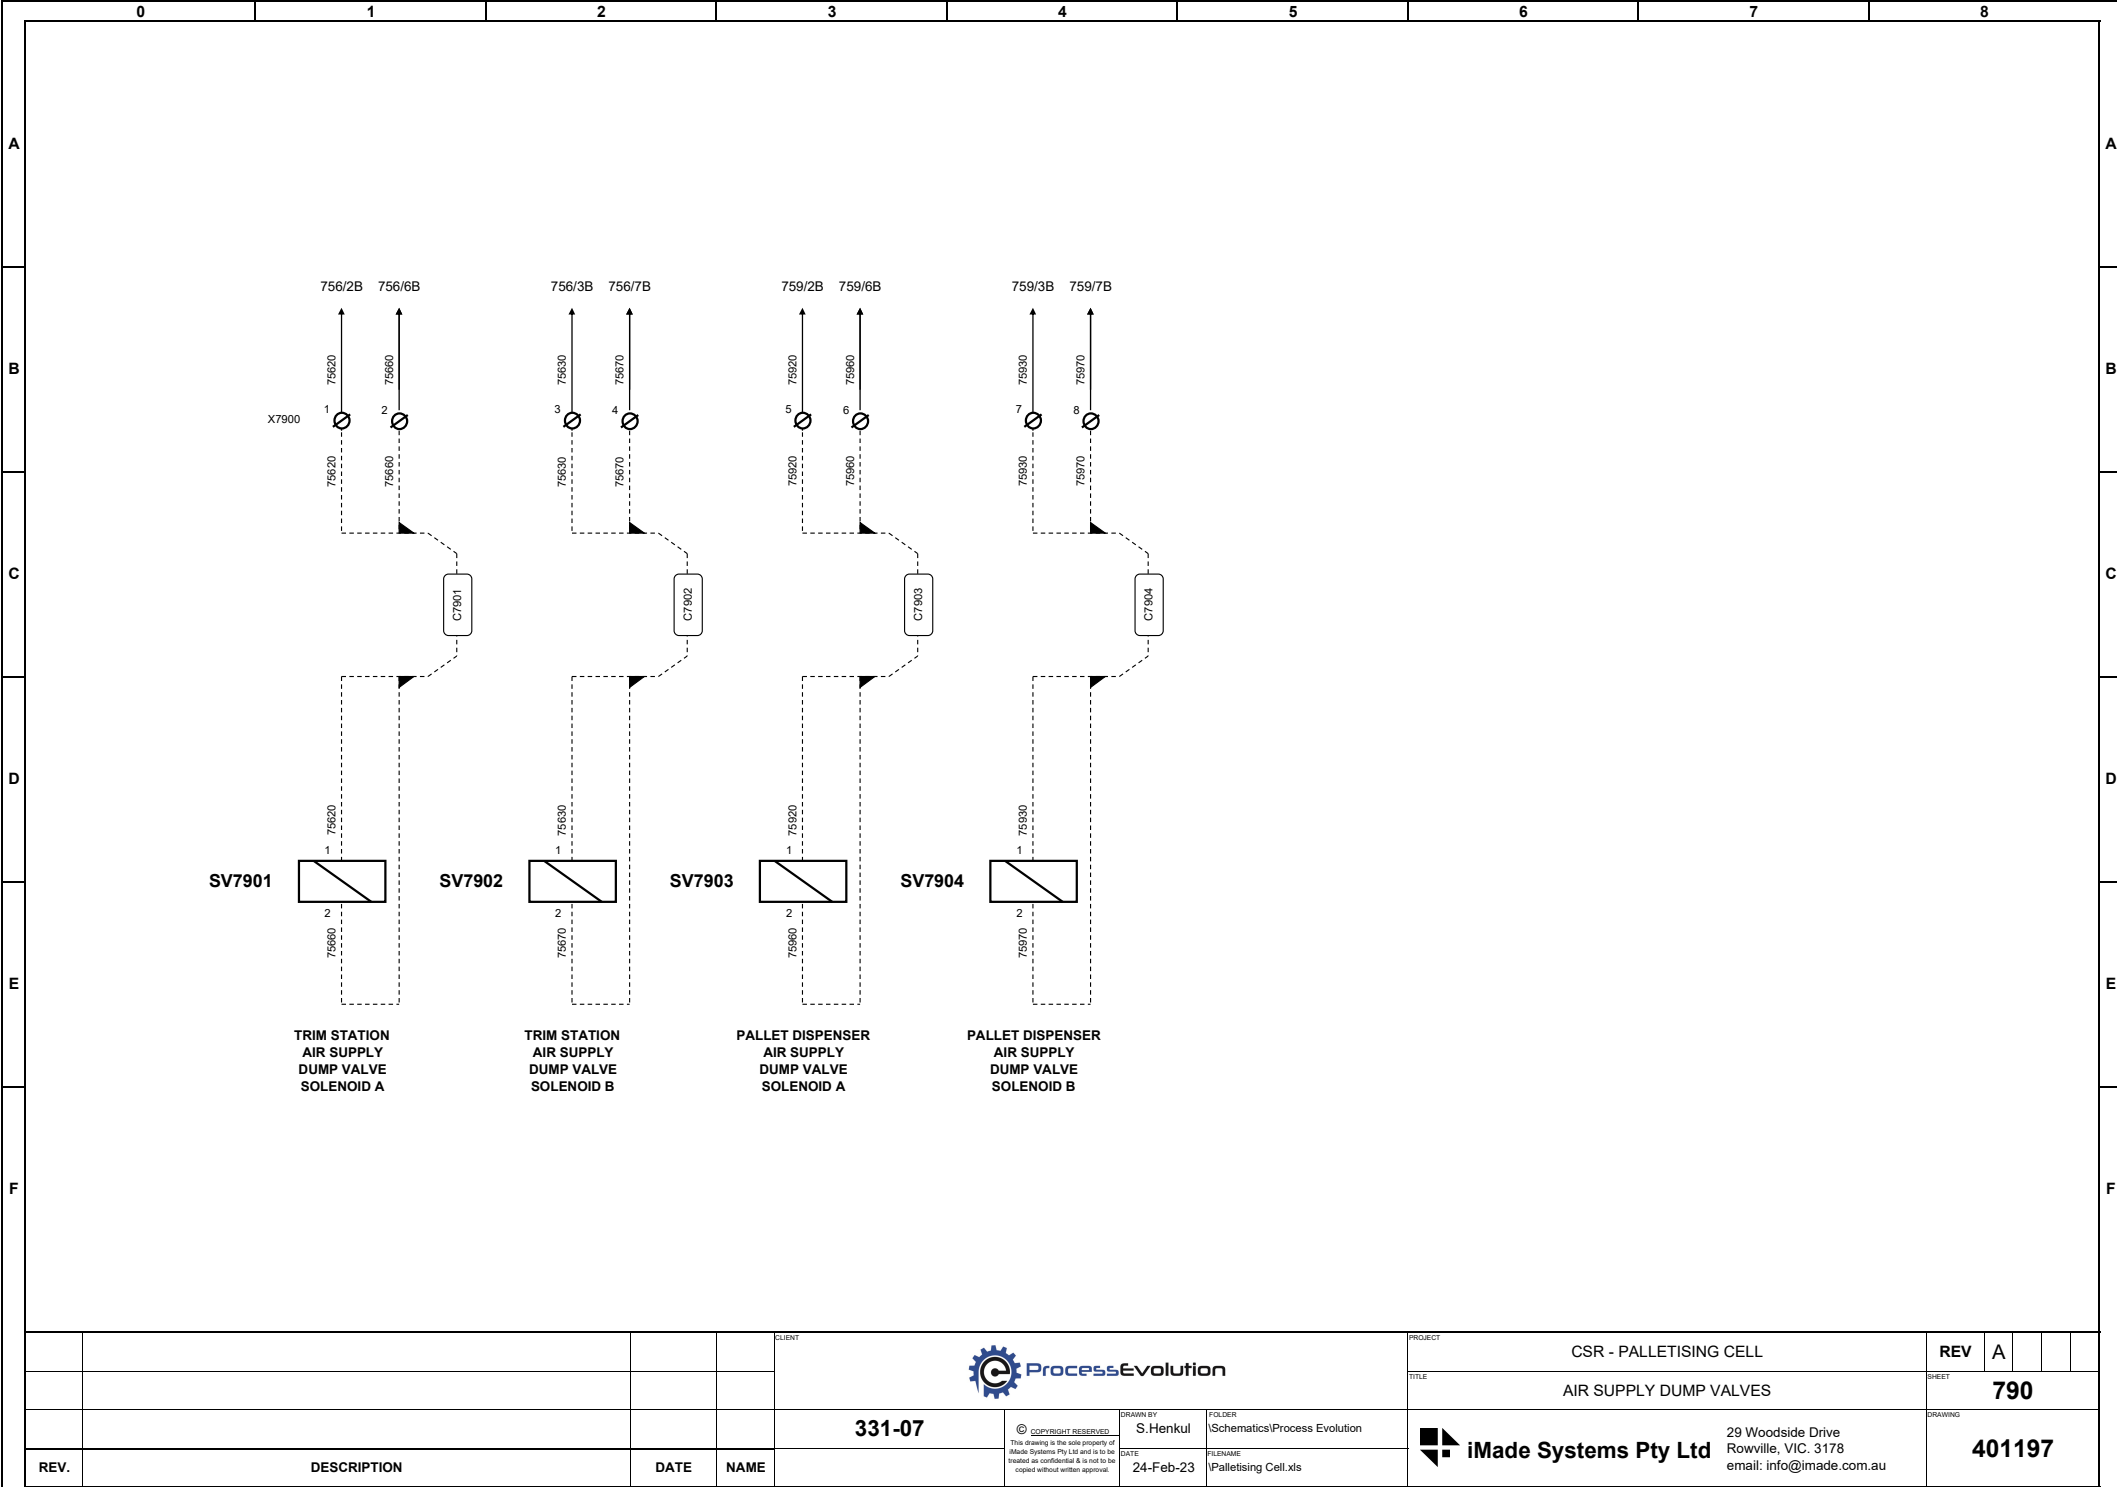 0 1 2 3 4 5 6 7 8
A A
756/2B 756/6B 756/3B 756/7B 759/2B 759/6B 759/3B 759/7B
75620 75660 75630 75670 75920 75960 75930 75970
B B
X7900 1 2 3 4 5 6 7 8
75620 75660 75630 75670 75920 75960 75930 75970
C C
C7901 C7902 C7903 C7904
D D
75620 75630 75920 75930
1 1 1 1
SV7901 SV7902 SV7903 SV7904
2 2 2 2
75660 75670 75960 75970
E E
TRIM STATION
AIR SUPPLY
DUMP VALVE
SOLENOID A
TRIM STATION
AIR SUPPLY
DUMP VALVE
SOLENOID B
PALLET DISPENSER
AIR SUPPLY
DUMP VALVE
SOLENOID A
PALLET DISPENSER
AIR SUPPLY
DUMP VALVE
SOLENOID B
F F
REV. DESCRIPTION DATE NAME
CLIENT
ProcessEvolution
331-07
© COPYRIGHT RESERVED
This drawing is the sole property of
iMade Systems Pty Ltd and is to be
treated as confidential & is not to be
copied without written approval.
DRAWN BY
S.Henkul
DATE
24-Feb-23
FOLDER
\Schematics\Process Evolution
FILENAME
\Palletising Cell.xls
PROJECT
CSR - PALLETISING CELL
TITLE
AIR SUPPLY DUMP VALVES
iMade Systems Pty Ltd
29 Woodside Drive
Rowville, VIC. 3178
email: info@imade.com.au
REV A
SHEET
790
DRAWING
401197